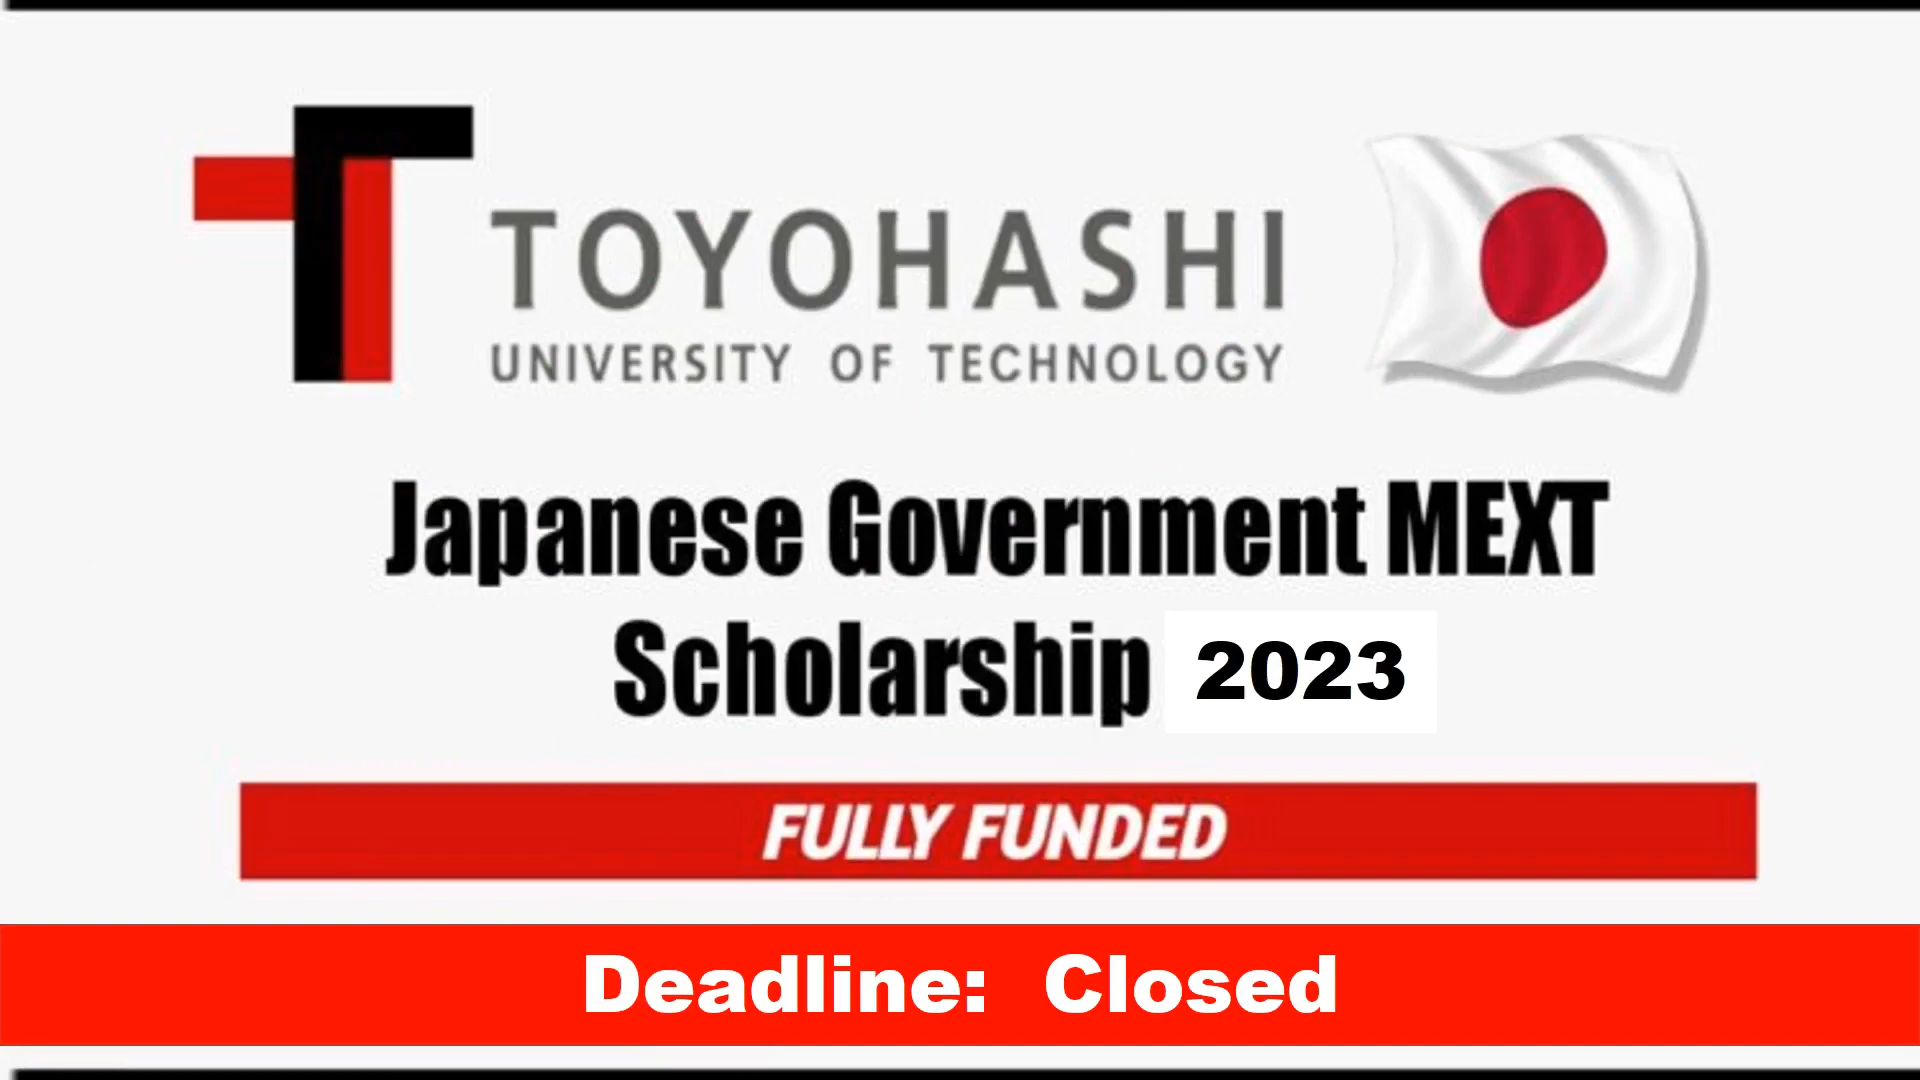 TOYOHASHI
UNIVERSITY OF TECHNOLOGY
Japanese Government MEXT
Scholarship 2023
FULLY FUNDED
Deadline: Closed